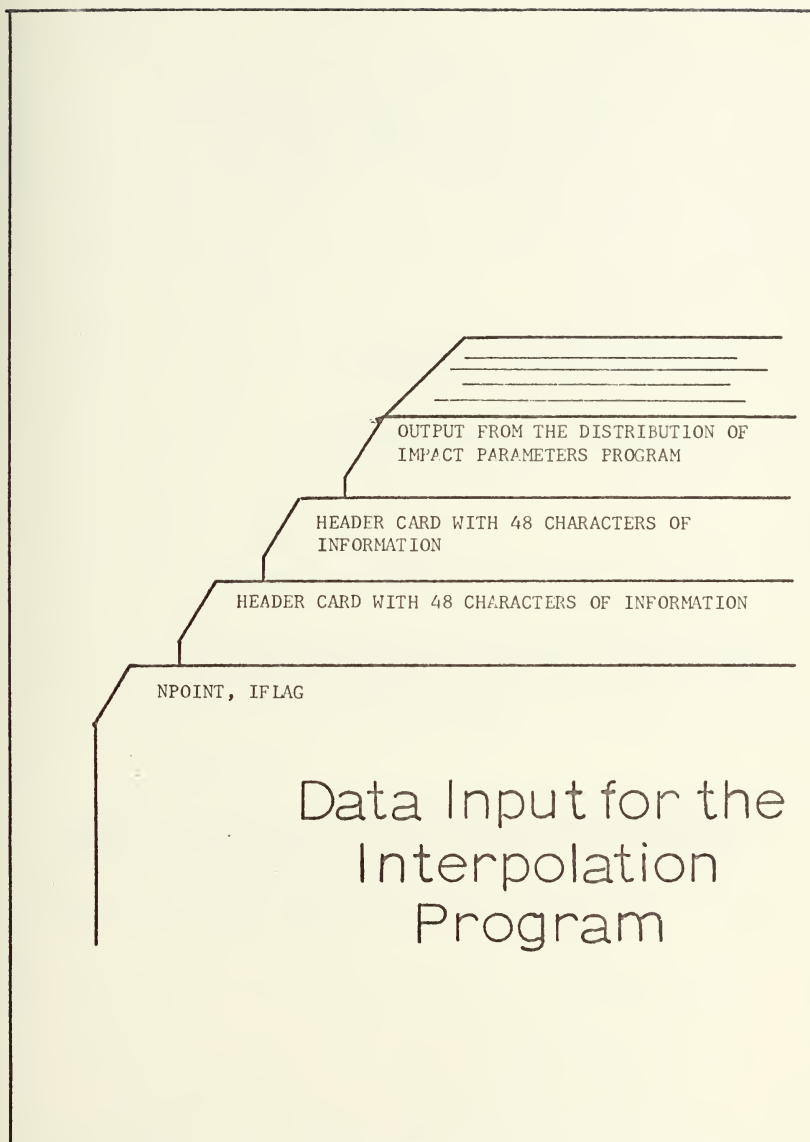 OUTPUT FROM THE DISTRIBUTION OF
IMPACT PARAMETERS PROGRAM
HEADER CARD WITH 48 CHARACTERS OF
INFORMATION
HEADER CARD WITH 48 CHARACTERS OF INFORMATION
NPOINT, IFLAG
Data Input for the
Interpolation
Program